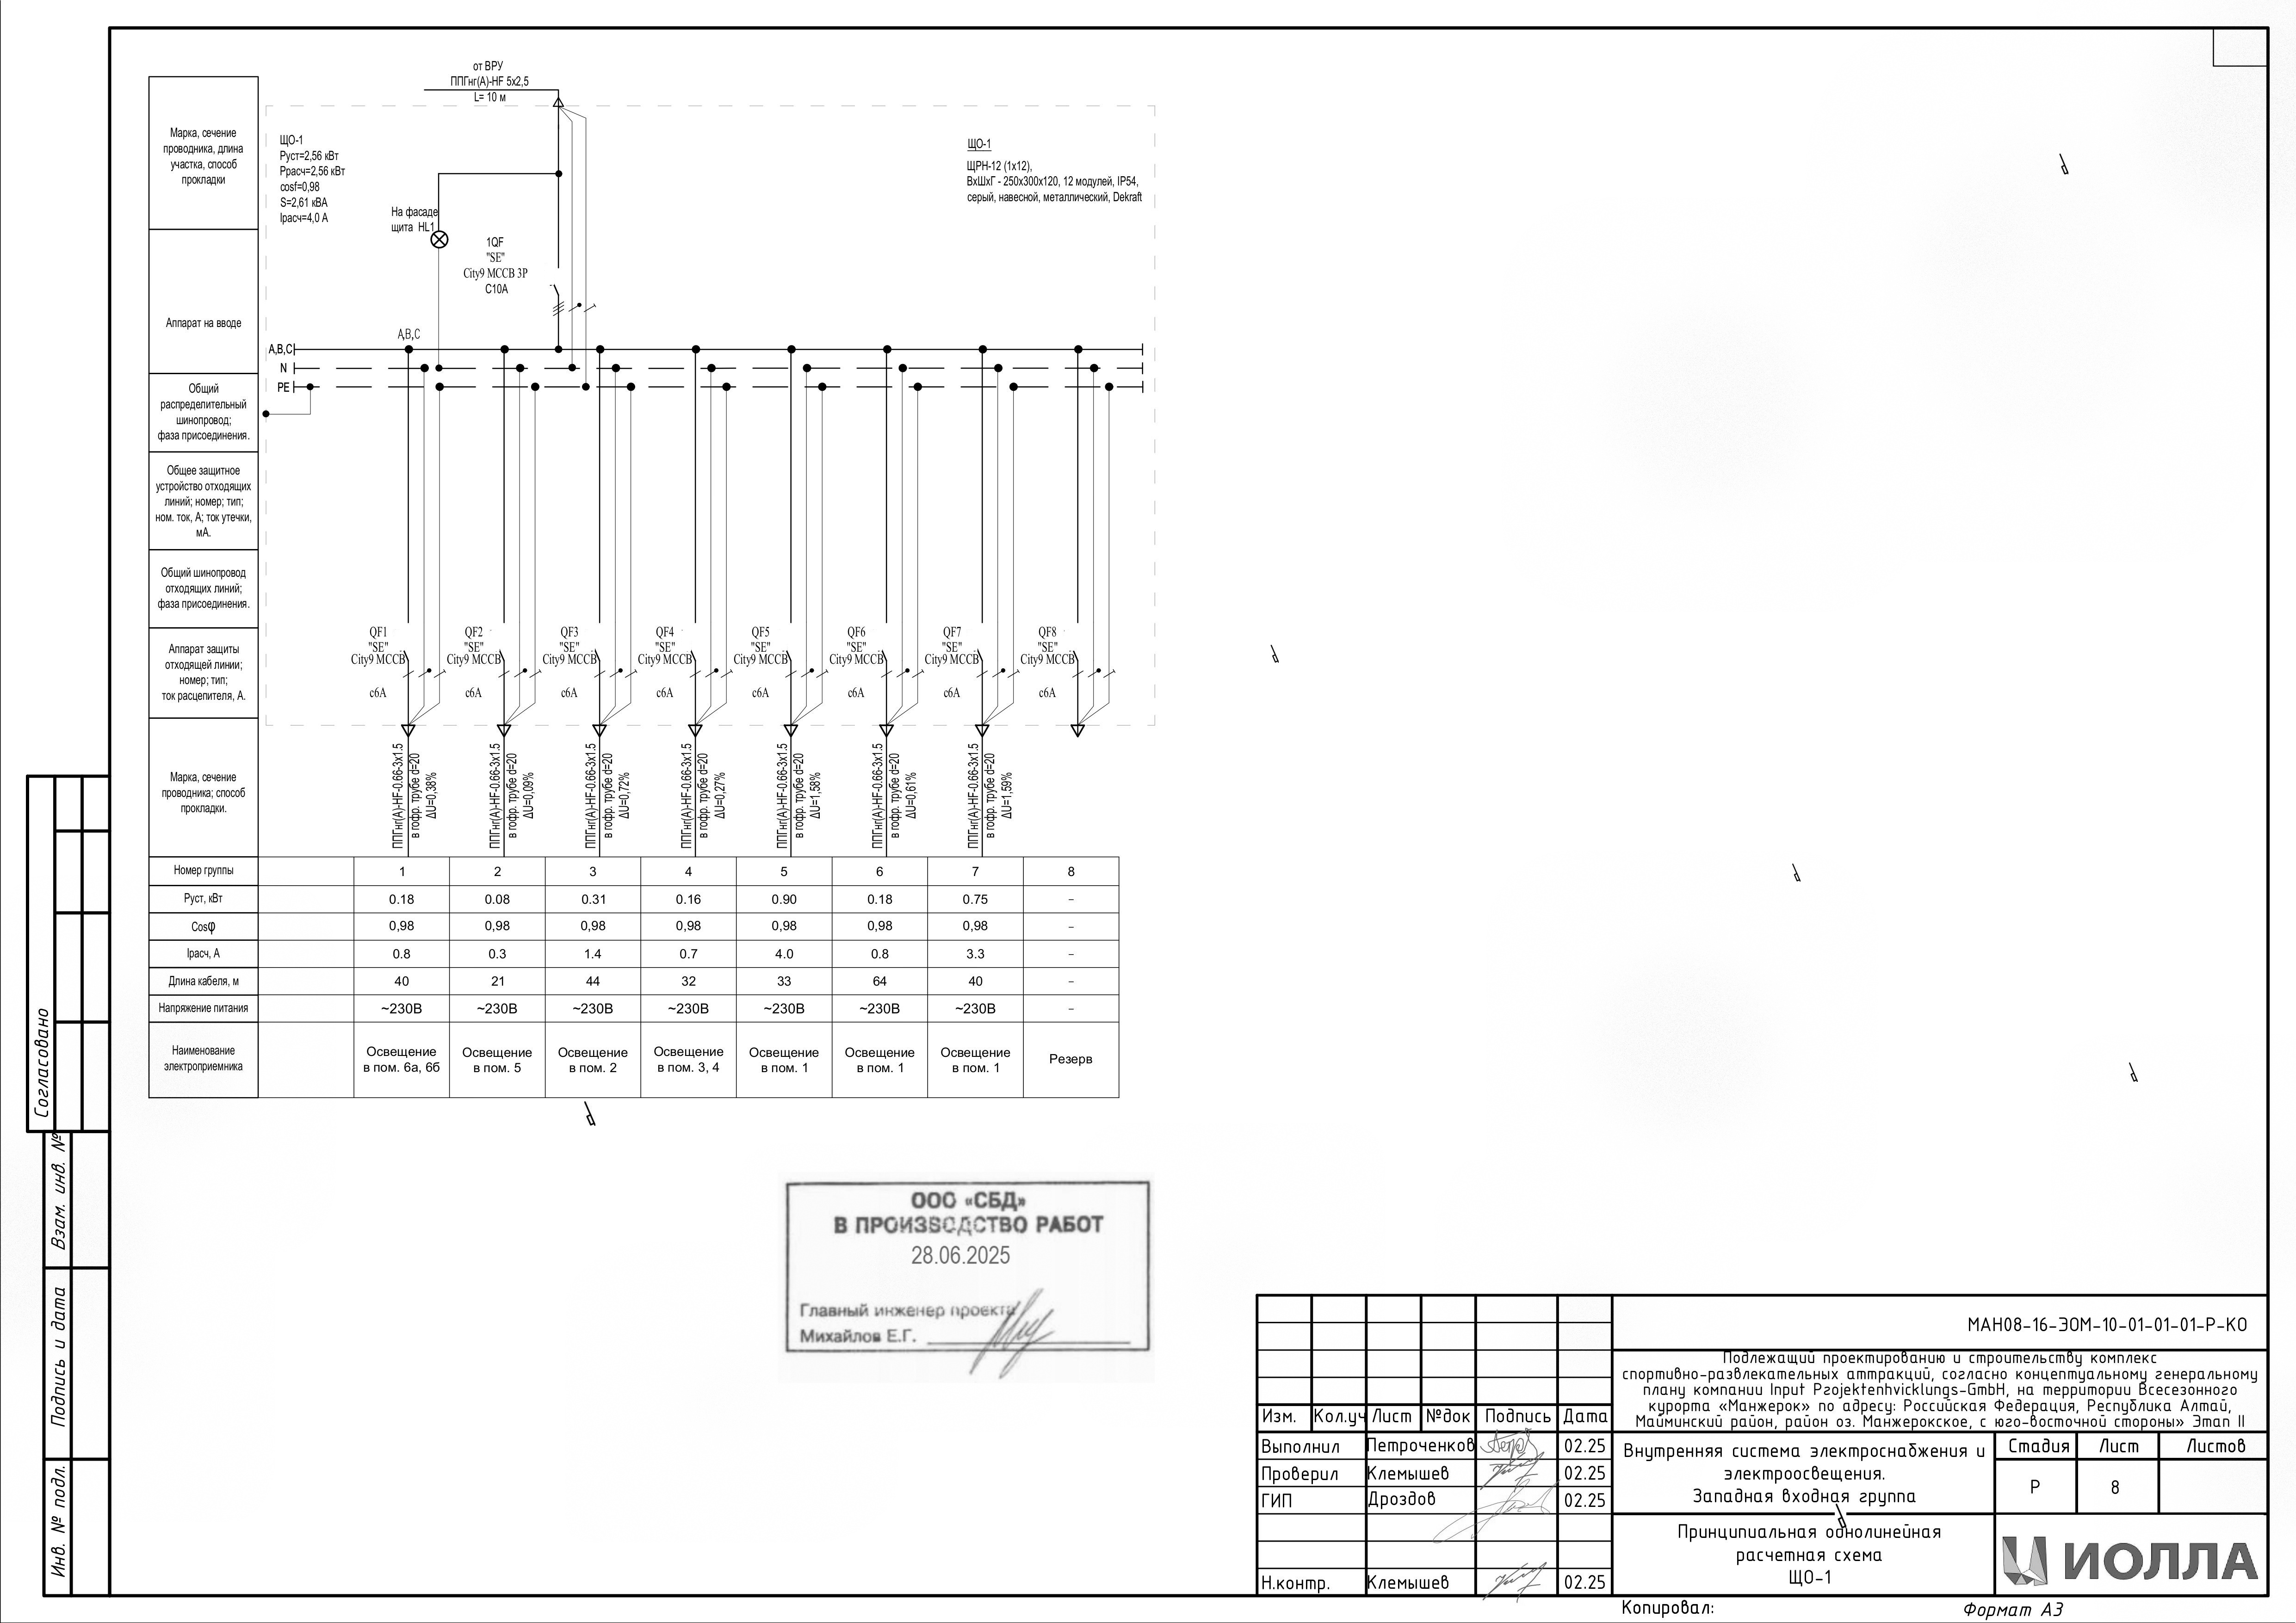 от ВРУ
ППГнг(А)-HF 5х2,5
L= 10 м
Марка, сечение
проводника, длина
участка, способ
прокладки
ЩО-1
Руст=2,56 кВт
Ррасч=2,56 кВт
cosf=0,98
S=2,61 кВА
Iрасч=4,0 А
ЩО-1
ЩРН-12 (1х12),
ВхШхГ - 250х300х120, 12 модулей, IP54,
серый, навесной, металлический, Dekraft
На фасаде
щита HL1
1QF
"SE"
City9 MCCB 3P
C10A
Аппарат на вводе
А,В,С
А,В,С
N
PE
Общий
распределительный
шинопровод;
фаза присоединения.
Общее защитное
устройство отходящих
линий; номер; тип;
ном. ток, А; ток утечки,
мА.
Общий шинопровод
отходящих линий;
фаза присоединения.
Аппарат защиты
отходящей линии;
номер; тип;
ток расцепителя, А.
QF1 QF2 QF3 QF4 QF5 QF6 QF7 QF8
"SE" "SE" "SE" "SE" "SE" "SE" "SE" "SE"
City9 MCCB City9 MCCB City9 MCCB City9 MCCB City9 MCCB City9 MCCB City9 MCCB City9 MCCB
c6A c6A c6A c6A c6A c6A c6A c6A
Марка, сечение
проводника; способ
прокладки.
ППГнг(А)-HF-0.66-3х1.5
в гофр. трубе d=20
ΔU=0,38%
ППГнг(А)-HF-0.66-3х1.5
в гофр. трубе d=20
ΔU=0,09%
ППГнг(А)-HF-0.66-3х1.5
в гофр. трубе d=20
ΔU=0,72%
ППГнг(А)-HF-0.66-3х1.5
в гофр. трубе d=20
ΔU=0,27%
ППГнг(А)-HF-0.66-3х1.5
в гофр. трубе d=20
ΔU=1,58%
ППГнг(А)-HF-0.66-3х1.5
в гофр. трубе d=20
ΔU=0,61%
ППГнг(А)-HF-0.66-3х1.5
в гофр. трубе d=20
ΔU=1,59%
Номер группы 1 2 3 4 5 6 7 8
Руст, кВт 0.18 0.08 0.31 0.16 0.90 0.18 0.75 –
Cosφ 0,98 0,98 0,98 0,98 0,98 0,98 0,98 –
Iрасч, А 0.8 0.3 1.4 0.7 4.0 0.8 3.3 –
Длина кабеля, м 40 21 44 32 33 64 40 –
Напряжение питания ~230В ~230В ~230В ~230В ~230В ~230В ~230В –
Наименование
электроприемника
Освещение
в пом. 6а, 6б
Освещение
в пом. 5
Освещение
в пом. 2
Освещение
в пом. 3, 4
Освещение
в пом. 1
Освещение
в пом. 1
Освещение
в пом. 1
Резерв
ООО «СБД»
В ПРОИЗВОДСТВО РАБОТ
28.06.2025
Главный инженер проекта
Михайлов Е.Г.
Согласовано
Взам. инв. №
Подпись и дата
Инв. № подл.
МАН08-16-ЭОМ-10-01-01-01-Р-КО
Подлежащий проектированию и строительству комплекс
спортивно-развлекательных аттракций, согласно концептуальному генеральному
плану компании Input Projektenhvicklungs-GmbH, на территории Всесезонного
курорта «Манжерок» по адресу: Российская Федерация, Республика Алтай,
Майминский район, район оз. Манжерокское, с юго-восточной стороны» Этап II
Изм. Кол.уч Лист №док Подпись Дата
Выполнил Петроченков 02.25
Проверил Клемышев 02.25
ГИП Дроздов 02.25
Н.контр. Клемышев 02.25
Внутренняя система электроснабжения и
электроосвещения.
Западная входная группа
Стадия Лист Листов
Р 8
Принципиальная однолинейная
расчетная схема
ЩО-1
ИОЛЛА
Копировал:
Формат А3